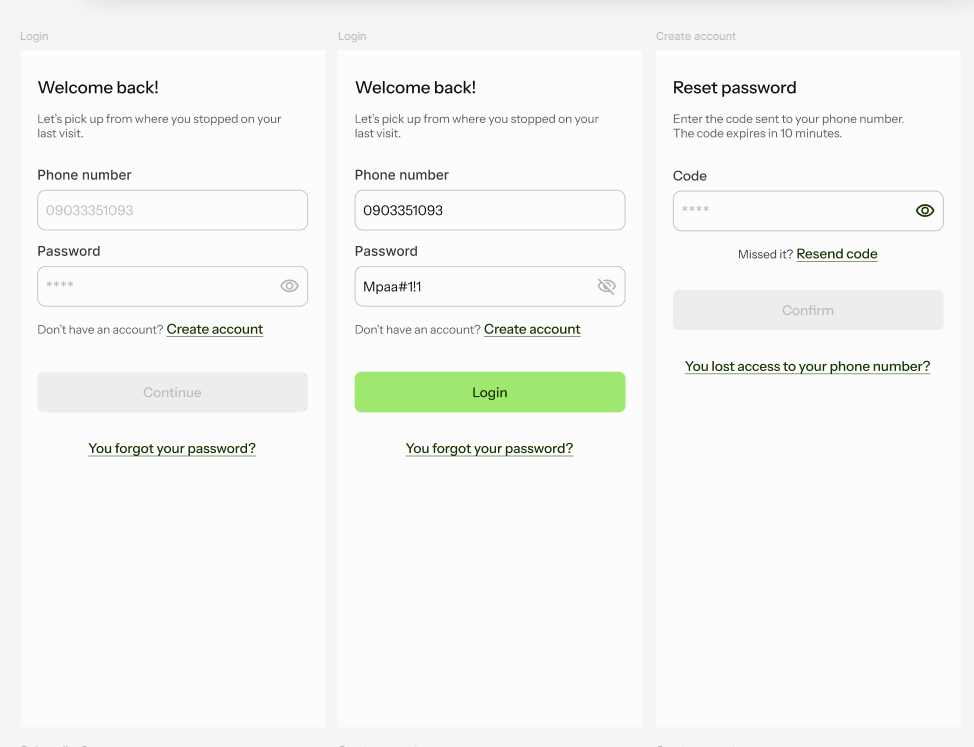 Login
Welcome back!
Let's pick up from where you stopped on your
last visit.
Phone number
09033351093
Password
****
Don't have an account? Create account
Continue
You forgot your password?
Login
Welcome back!
Let's pick up from where you stopped on your
last visit.
Phone number
0903351093
Password
Mpaa#1!1
Don't have an account? Create account
Login
You forgot your password?
Create account
Reset password
Enter the code sent to your phone number.
The code expires in 10 minutes.
Code
****
Missed it? Resend code
Confirm
You lost access to your phone number?